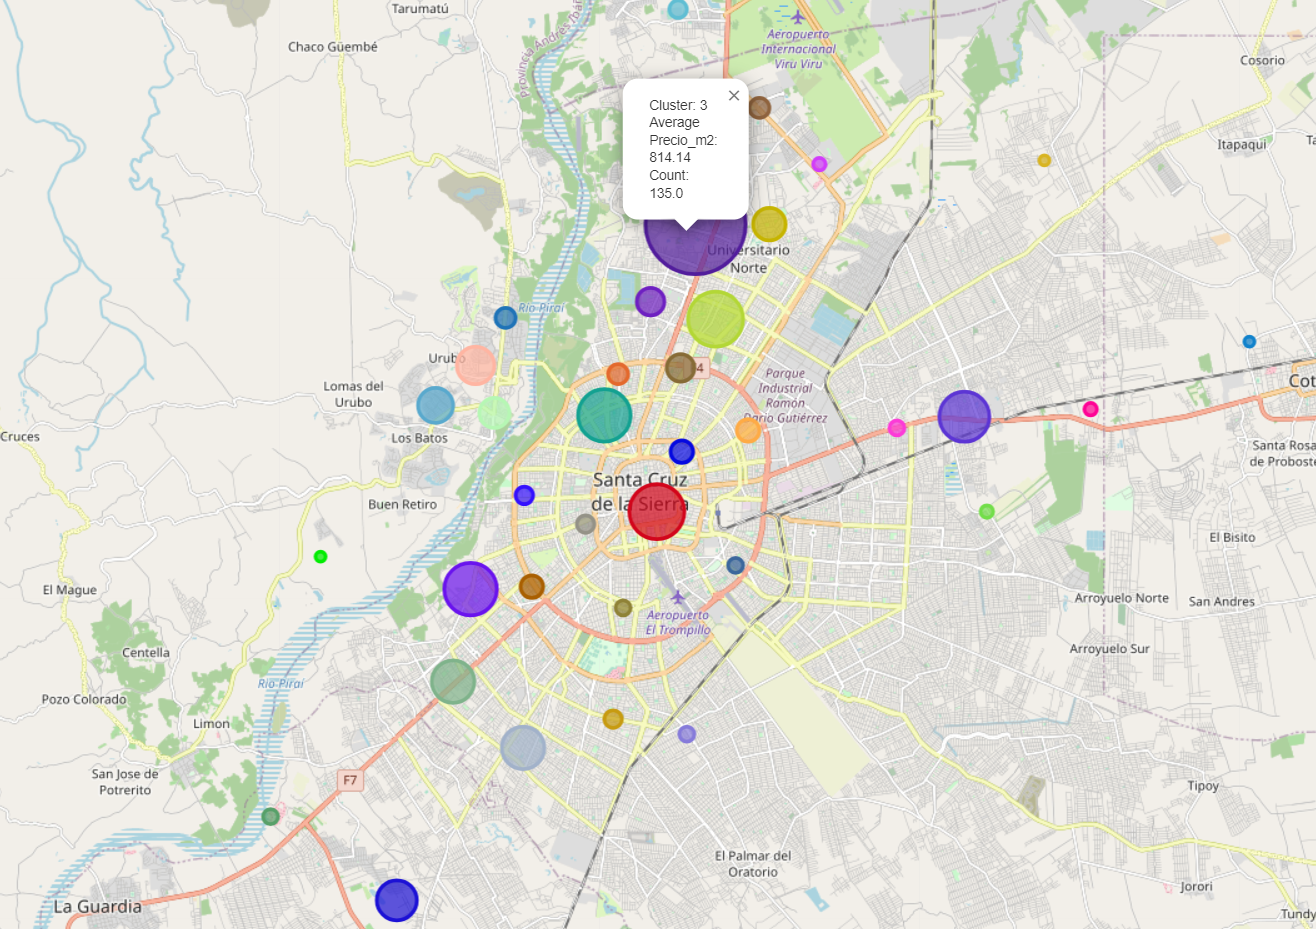 Tarumatú
Chaco Güembé
Provincia Andrés Ibáñ
Aeropuerto
Internacional
Viru Viru
Cosorio
Itapaqui
×
Cluster: 3
Average
Precio_m2:
814.14
Count:
135.0
Universitario
Norte
Río Piraí
Urubó
Lomas del
Urubo
Los Batos
Cruces
Buen Retiro
4
Parque
Industrial
Ramón
Darío Gutiérrez
Cot
Santa Rosa
de Proboste
Santa Cruz
de la Sierra
El Bisito
El Mague
Arroyuelo Norte
San Andres
Aeropuerto
El Trompillo
Arroyuelo Sur
Centella
Río Piraí
Pozo Colorado
Limon
San Jose de
Potrerito
F7
Tipoy
El Palmar del
Oratorio
Jorori
La Guardia
Tundy